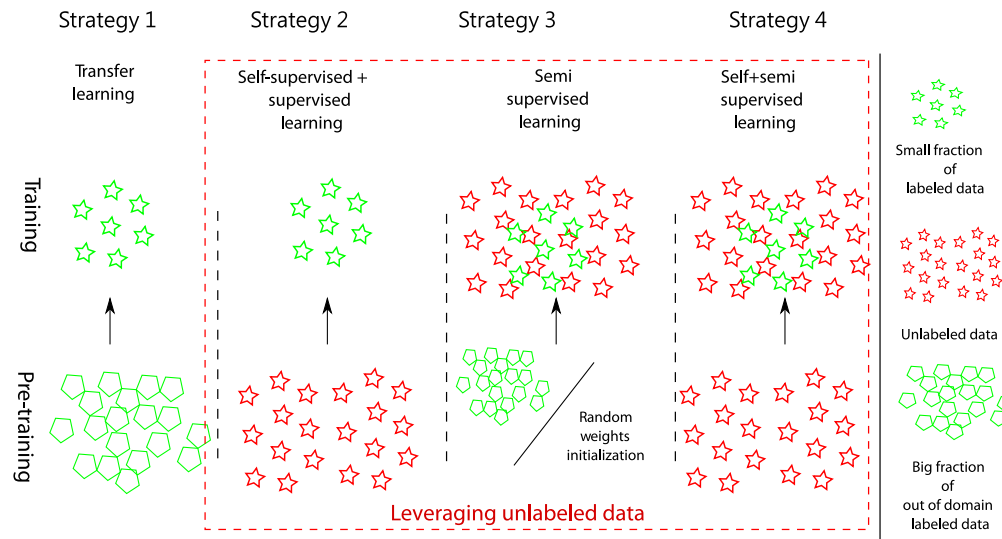 Strategy 1
Strategy 2
Strategy 3
Strategy 4
Transfer
learning
Self-supervised +
supervised
learning
Semi
supervised
learning
Self+semi
supervised
learning
Training
Pre-training
Random
weights
initialization
Leveraging unlabeled data
Small fraction
of
labeled data
Unlabeled data
Big fraction
of
out of domain
labeled data